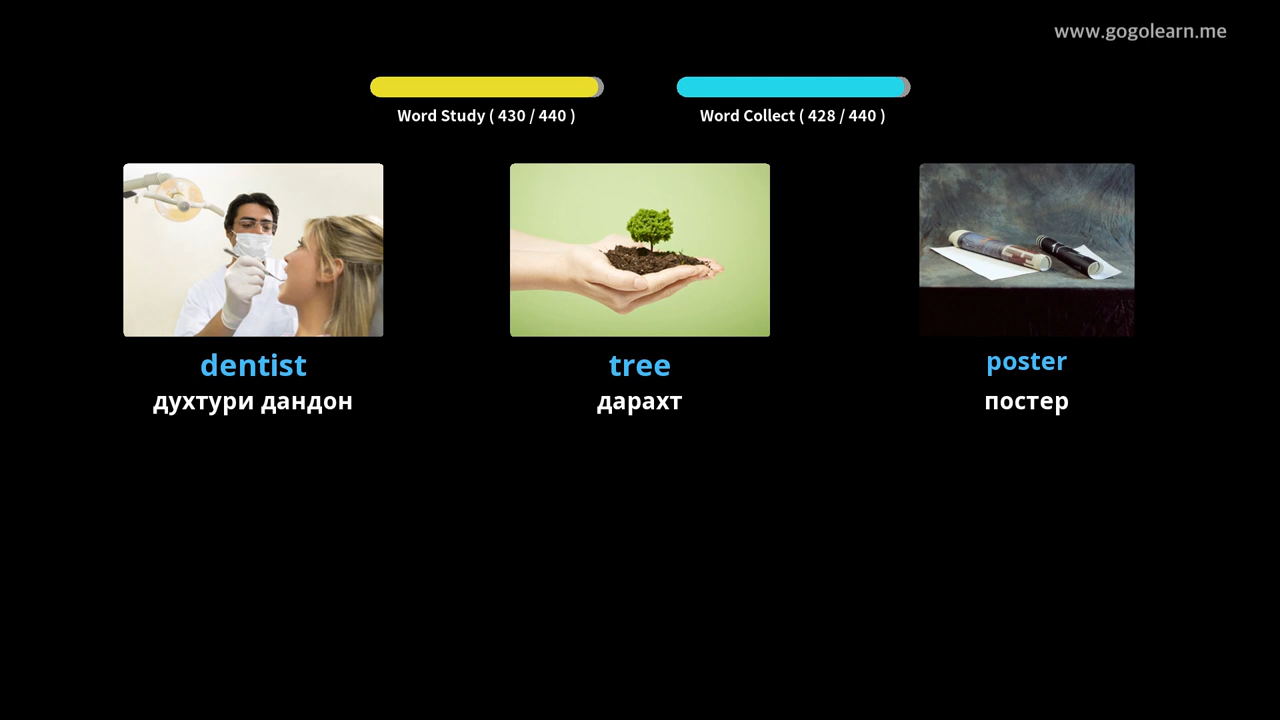 www.gogolearn.me
Word Study ( 430 / 440 )
Word Collect ( 428 / 440 )
dentist
tree
poster
духтури дандон
дарахт
постер